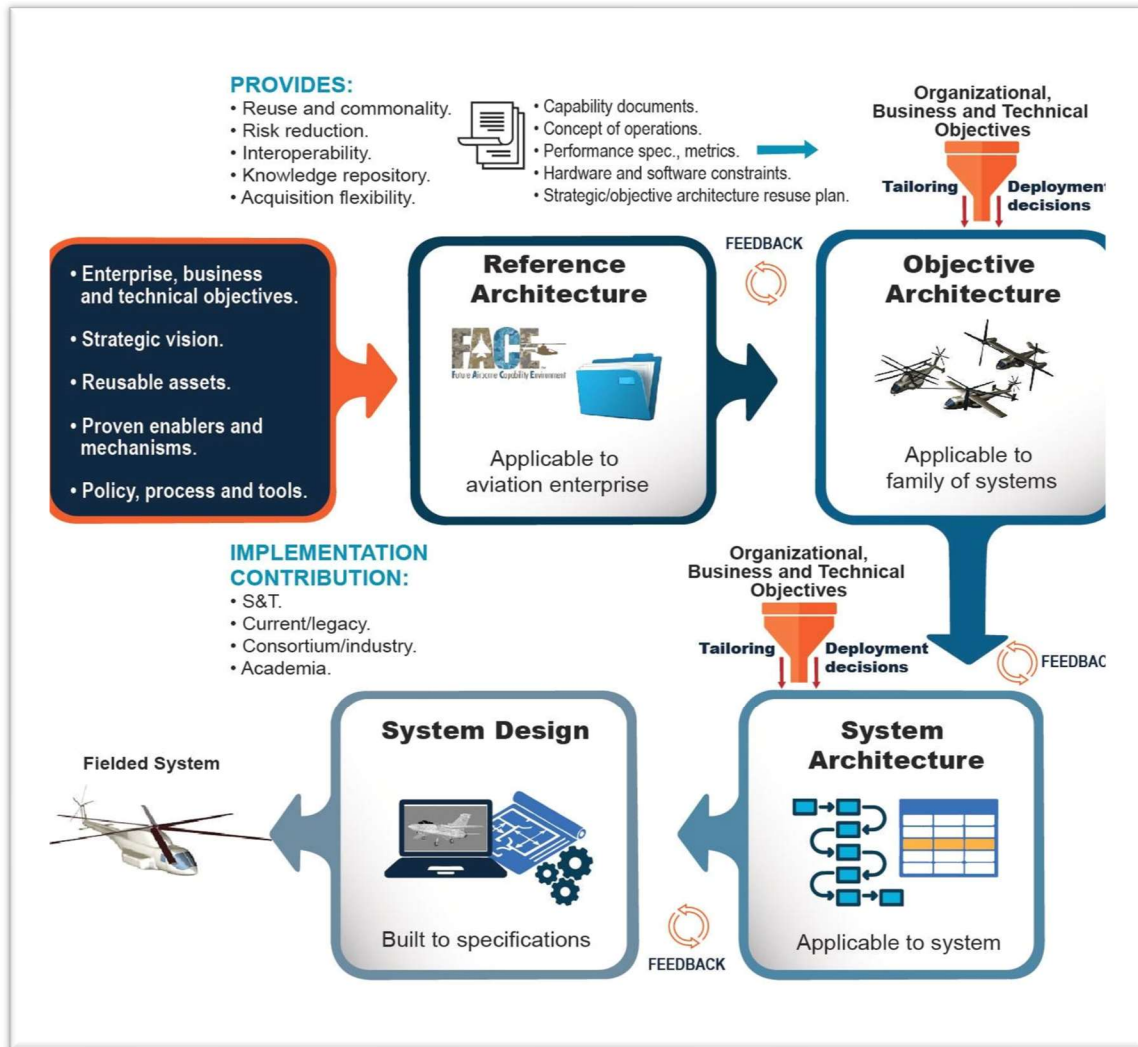 PROVIDES:
• Reuse and commonality.
• Risk reduction.
• Interoperability.
• Knowledge repository.
• Acquisition flexibility.
• Capability documents.
• Concept of operations.
• Performance spec., metrics.
• Hardware and software constraints.
• Strategic/objective architecture resuse plan.
Organizational,
Business and Technical
Objectives
Tailoring
Deployment
decisions
• Enterprise, business
and technical objectives.
• Strategic vision.
• Reusable assets.
• Proven enablers and
mechanisms.
• Policy, process and tools.
Reference
Architecture
FACE™
Future Airborne Capability Environment
Applicable to
aviation enterprise
FEEDBACK
Objective
Architecture
Applicable to
family of systems
IMPLEMENTATION
CONTRIBUTION:
• S&T.
• Current/legacy.
• Consortium/industry.
• Academia.
Organizational,
Business and Technical
Objectives
Tailoring
Deployment
decisions
FEEDBAC
System
Architecture
Applicable to system
FEEDBACK
System Design
Built to specifications
Fielded System